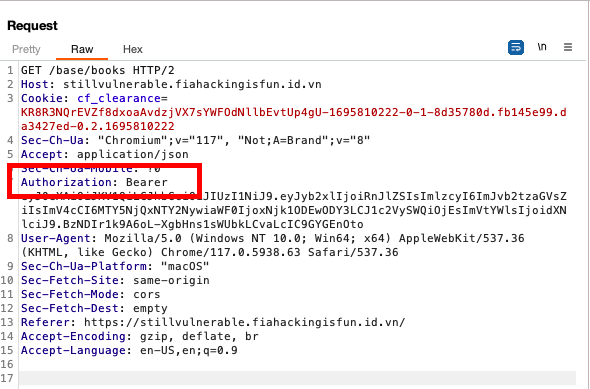 Request
Pretty Raw Hex \n
1 GET /base/books HTTP/2
2 Host: stillvulnerable.fiahackingisfun.id.vn
3 Cookie: cf_clearance=
KR8R3NQrEVZf8dxoaAvdzjVX7sYWFOdNllbEvtUp4gU-1695810222-0-1-8d35780d.fb145e99.d
a3427ed-0.2.1695810222
4 Sec-Ch-Ua: "Chromium";v="117", "Not;A=Brand";v="8"
5 Accept: application/json
Sec-Ch-Ua-Mobile: ?0
7 Authorization: Bearer
JIUzI1NiJ9.eyJyb2xlIjoiRnJlZSIsImlzcyI6ImJvb2tzaGVsZ
iIsImV4cCI6MTY5NjQxNTY2NywiaWF0IjoxNjk1ODEwODY3LCJ1c2VySWQiOjEsImVtYWlsIjoidXN
lciJ9.BzNDIr1k9A6oL-XgbHns1sWUbkLCvaLcIC9GYGEnOto
8 User-Agent: Mozilla/5.0 (Windows NT 10.0; Win64; x64) AppleWebKit/537.36
(KHTML, like Gecko) Chrome/117.0.5938.63 Safari/537.36
9 Sec-Ch-Ua-Platform: "macOS"
10 Sec-Fetch-Site: same-origin
11 Sec-Fetch-Mode: cors
12 Sec-Fetch-Dest: empty
13 Referer: https://stillvulnerable.fiahackingisfun.id.vn/
14 Accept-Encoding: gzip, deflate, br
15 Accept-Language: en-US,en;q=0.9
16
17